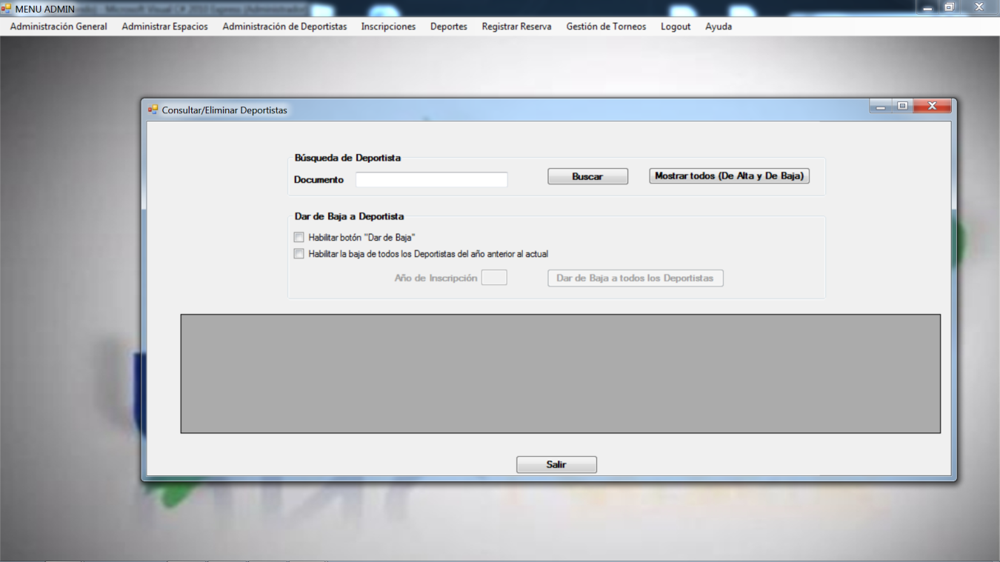 MENU ADMIN
Administración General Administrar Espacios Administración de Deportistas Inscripciones Deportes Registrar Reserva Gestión de Torneos Logout Ayuda
Consultar/Eliminar Deportistas
Búsqueda de Deportista
Documento Buscar Mostrar todos (De Alta y De Baja)
Dar de Baja a Deportista
Habilitar botón "Dar de Baja"
Habilitar la baja de todos los Deportistas del año anterior al actual
Año de Inscripción Dar de Baja a todos los Deportistas
Salir